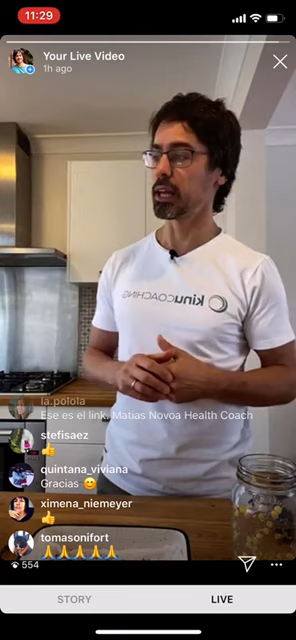 11:29
Your Live Video
1h ago
kinuCOACHING
la.polola
Ese es el link. Matias Novoa Health Coach
stefisaez
👍
quintana_viviana
Gracias 😊
ximena_niemeyer
👍
tomasonifort
🙏🙏🙏🙏🙏
554
STORY
LIVE